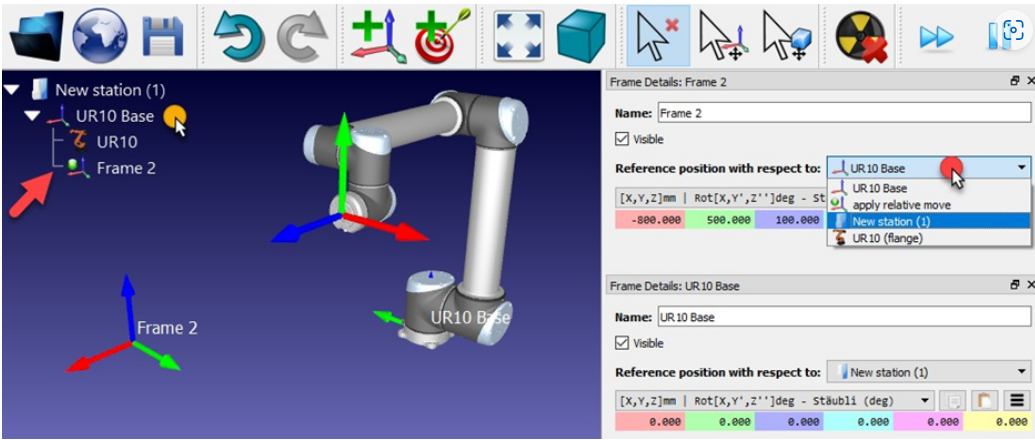 New station (1)
UR10 Base
UR10
Frame 2
Frame 2
UR10 Base
Frame Details: Frame 2
Name: Frame 2
Visible
Reference position with respect to: UR10 Base
[X,Y,Z]mm | Rot[X,Y',Z'']deg - St
-800.000 500.000 100.000
UR10 Base
apply relative move
New station (1)
UR10 (flange)
Frame Details: UR10 Base
Name: UR10 Base
Visible
Reference position with respect to: New station (1)
[X,Y,Z]mm | Rot[X,Y',Z'']deg - Stäubli (deg)
0.000 0.000 0.000 0.000 0.000 0.000